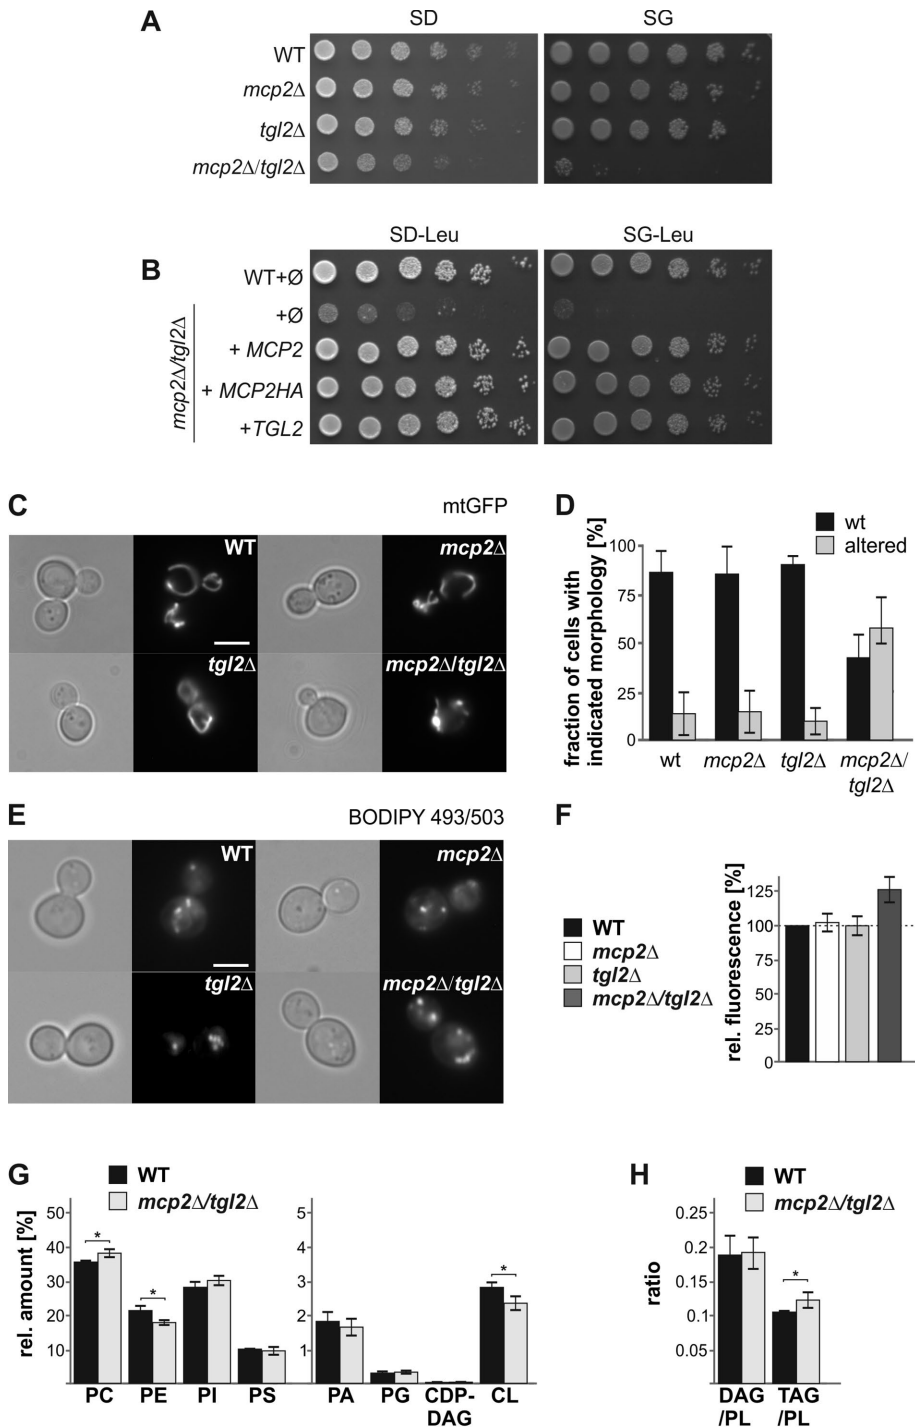 A
SD
SG
WT
mcp2Δ
tgl2Δ
mcp2Δ/tgl2Δ
B
SD-Leu
SG-Leu
mcp2Δ/tgl2Δ
WT+Ø
+Ø
+ MCP2
+ MCP2HA
+TGL2
C
mtGFP
WT
mcp2Δ
tgl2Δ
mcp2Δ/tgl2Δ
D
wt
altered
fraction of cells with
indicated morphology [%]
100
75
50
25
0
wt
mcp2Δ
tgl2Δ
mcp2Δ/
tgl2Δ
E
BODIPY 493/503
WT
mcp2Δ
tgl2Δ
mcp2Δ/tgl2Δ
F
WT
mcp2Δ
tgl2Δ
mcp2Δ/tgl2Δ
rel. fluorescence [%]
125
100
75
50
25
0
G
WT
mcp2Δ/tgl2Δ
rel. amount [%]
50
40
30
20
10
*
*
PC
PE
PI
PS
5
4
3
2
1
*
PA
PG
CDP-
DAG
CL
H
WT
mcp2Δ/tgl2Δ
ratio
0.25
0.2
0.15
0.1
0.05
*
DAG
/PL
TAG
/PL